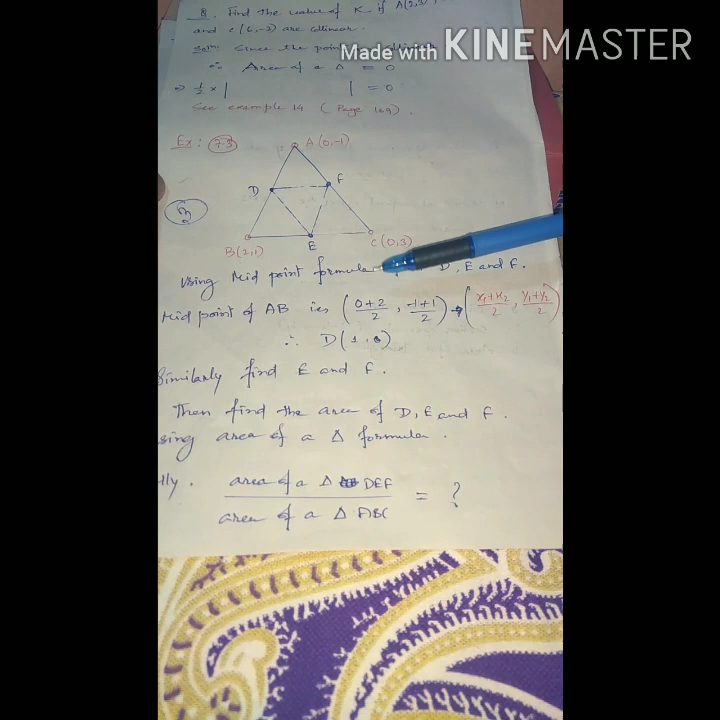 Q. Find the value of K if A(2,3),
and C(6,-3) are collinear.
Soln. Since the points
Made with KINEMASTER
∴ Area of a Δ = 0
⇒ 1/2 × | | = 0
See example 14 (Page 169).
Ex: 7.3
A (0,-1)
D F
3
B(2,1) E C(0,3)
Using Mid point formula D, E and F.
Mid point of AB is, (0+2/2, -1+1/2) → (x1+x2/2, y1+y2/2)
∴ D(1,0)
Similarly find E and F.
Then find the area of D, E and F.
sing area of a Δ formula.
lly. area of a Δ DEF / area of a Δ ABC = ?